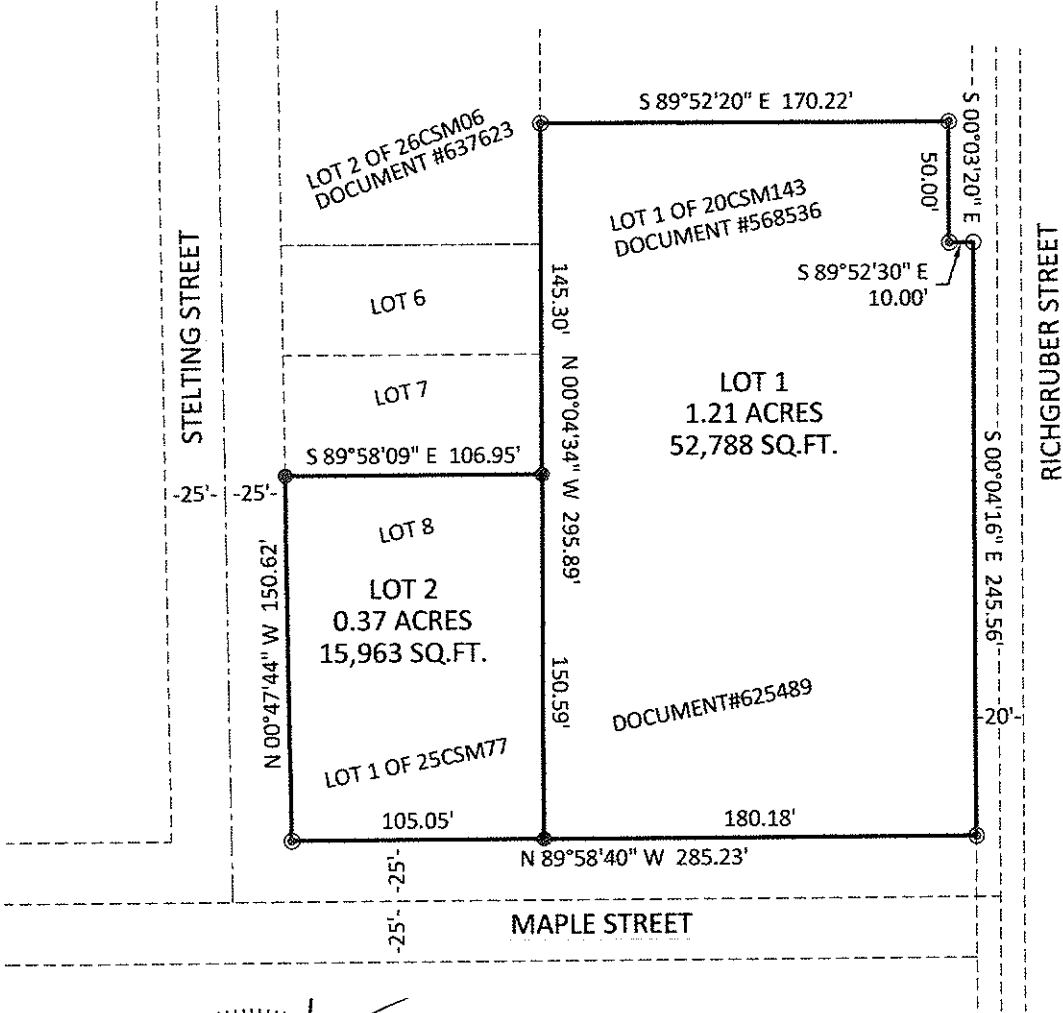 S 89°52'20" E 170.22'
S 00°03'20" E
50.00'
LOT 2 OF 26CSM06
DOCUMENT #637623
LOT 1 OF 20CSM143
DOCUMENT #568536
S 89°52'30" E
10.00'
STELTING STREET
RICHGRUBER STREET
LOT 6
145.30'
LOT 7
N 00°04'34" W 295.89'
LOT 1
1.21 ACRES
52,788 SQ.FT.
S 89°58'09" E 106.95'
S 00°04'16" E 245.56'
-25'-
-25'-
LOT 8
N 00°47'44" W 150.62'
LOT 2
0.37 ACRES
15,963 SQ.FT.
150.59'
DOCUMENT#625489
-20'-
LOT 1 OF 25CSM77
105.05'
180.18'
N 89°58'40" W 285.23'
-25'-
-25'-
MAPLE STREET